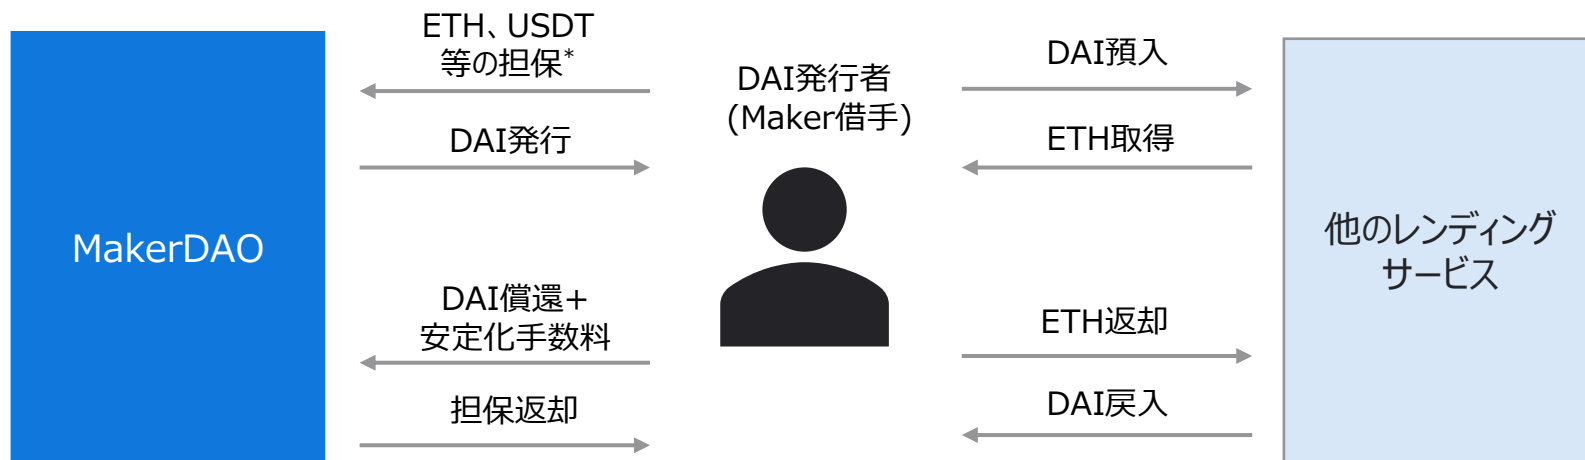 MakerDAO
ETH、USDT
等の担保*
DAI発行
DAI償還+
安定化手数料
担保返却
DAI発行者
(Maker借手)
DAI預入
ETH取得
ETH返却
DAI戻入
他のレンディング
サービス